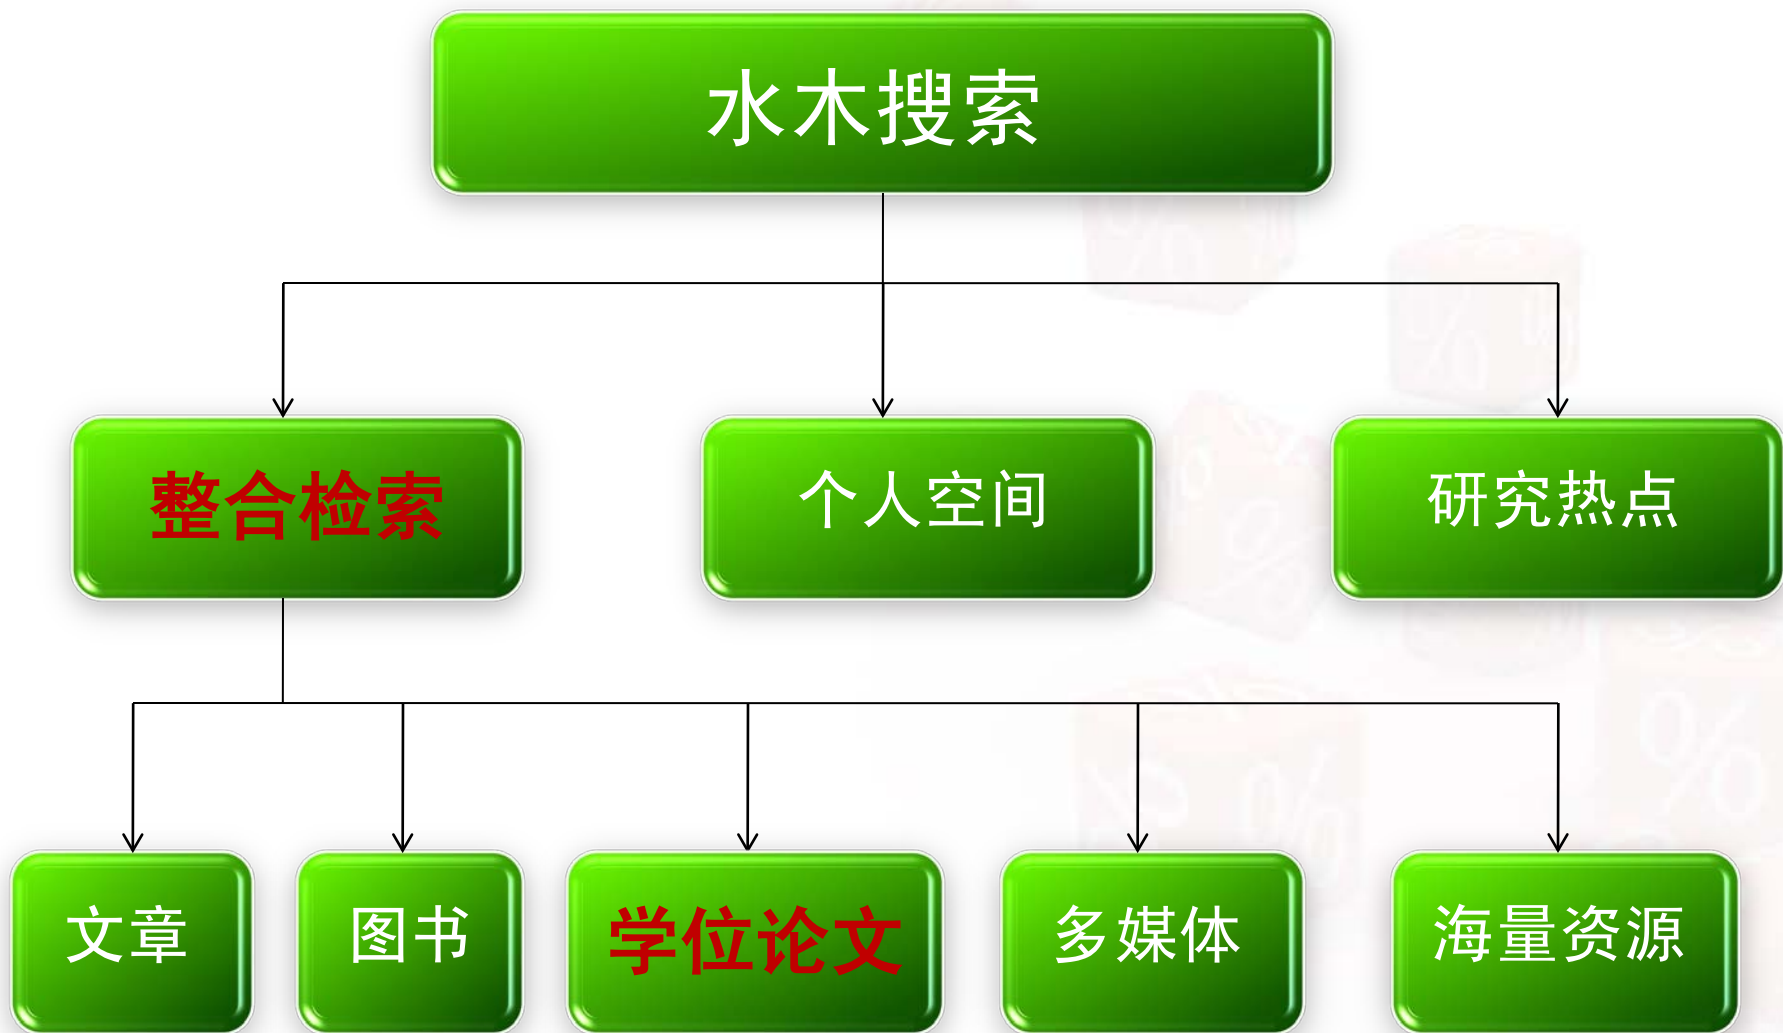 水木搜索
整合检索
个人空间
研究热点
文章
图书
学位论文
多媒体
海量资源